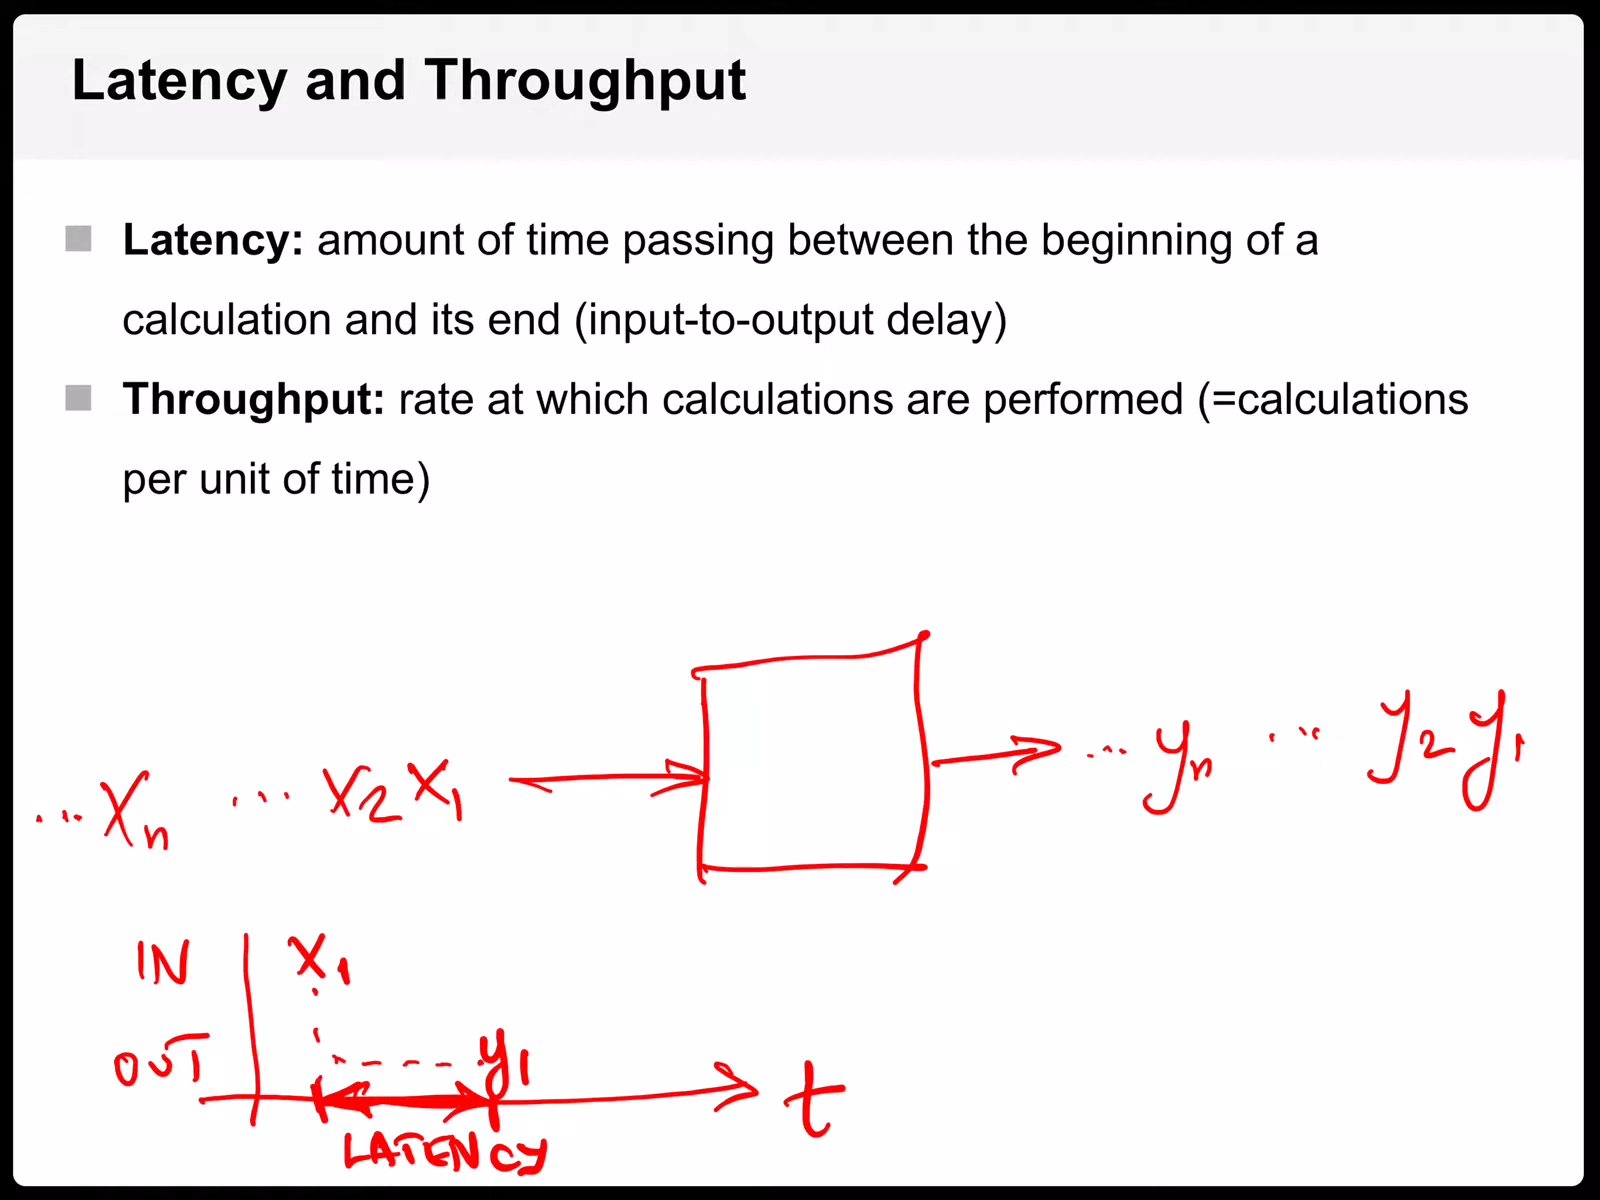 Latency and Throughput
Latency: amount of time passing between the beginning of a
calculation and its end (input-to-output delay)
Throughput: rate at which calculations are performed (=calculations
per unit of time)
...Xn ... X2 X1
... yn ... y2 y1
IN X1
OUT y1
t
LATENCY